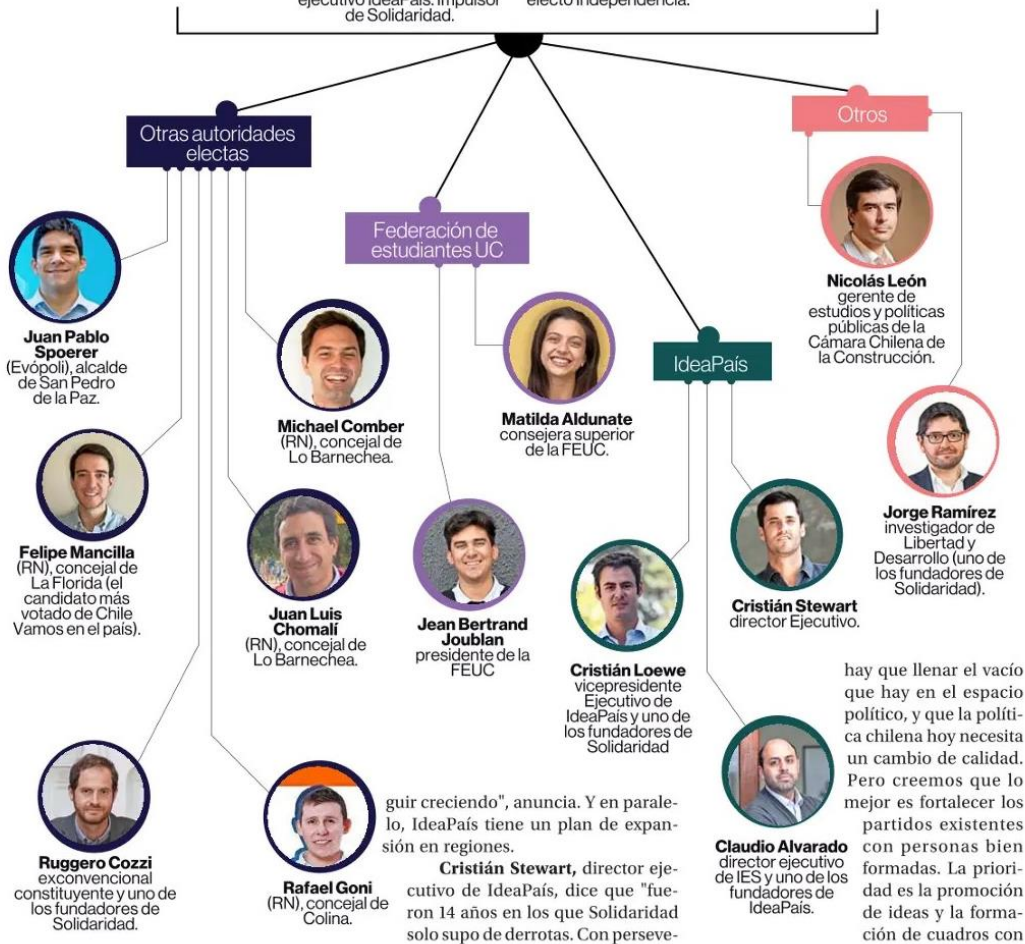 ejecutivo IdeaPaís. Impulsor
de Solidaridad.
electo Independencia.
Otras autoridades
electas
Juan Pablo
Spoerer
(Evópoli), alcalde
de San Pedro
de la Paz.
Felipe Mancilla
(RN), concejal de
La Florida (el
candidato más
votado de Chile
Vamos en el país).
Ruggero Cozzi
exconvencional
constituyente y uno de
los fundadores de
Solidaridad.
Michael Comber
(RN), concejal de
Lo Barnechea.
Juan Luis
Chomalí
(RN), concejal de
Lo Barnechea.
Rafael Goni
(RN), concejal de
Colina.
Federación de
estudiantes UC
Matilda Aldunate
consejera superior
de la FEUC.
Jean Bertrand
Joublan
presidente de la
FEUC
IdeaPaís
Cristián Loewe
vicepresidente
Ejecutivo de
IdeaPaís y uno de
los fundadores de
Solidaridad
Cristián Stewart
director Ejecutivo.
Claudio Alvarado
director ejecutivo
de IES y uno de los
fundadores de
IdeaPaís.
Otros
Nicolás León
gerente de
estudios y políticas
públicas de la
Cámara Chilena de
la Construcción.
Jorge Ramírez
investigador de
Libertad y
Desarrollo (uno de
los fundadores de
Solidaridad).
guir creciendo", anuncia. Y en parale-
lo, IdeaPaís tiene un plan de expan-
sión en regiones.
Cristián Stewart, director eje-
cutivo de IdeaPaís, dice que "fue-
ron 14 años en los que Solidaridad
solo supo de derrotas. Con perseve-
hay que llenar el vacío
que hay en el espacio
político, y que la políti-
ca chilena hoy necesita
un cambio de calidad.
Pero creemos que lo
mejor es fortalecer los
partidos existentes
con personas bien
formadas. La priori-
dad es la promoción
de ideas y la forma-
ción de cuadros con